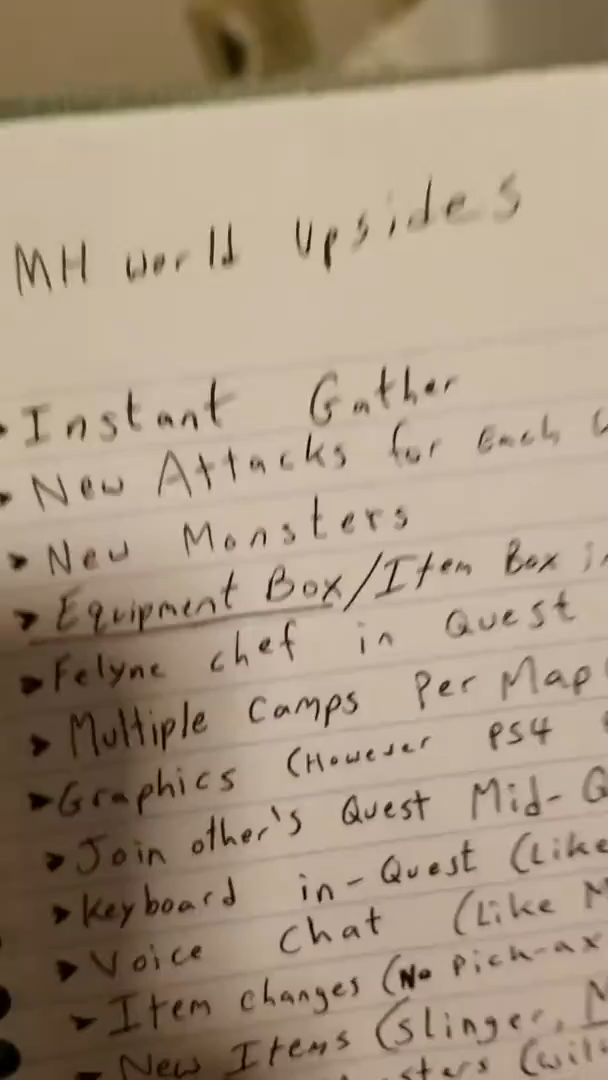 MH World Upsides
Instant Gather
New Attacks for Each
New Monsters
Equipment Box/Item Box
Felyne chef in Quest
Multiple Camps Per Map
Graphics (However PS4
Join other's Quest Mid-Q
Keyboard in-Quest (Like
Voice Chat (Like M
Item changes (No Pick-ax
New Items (Slinger,